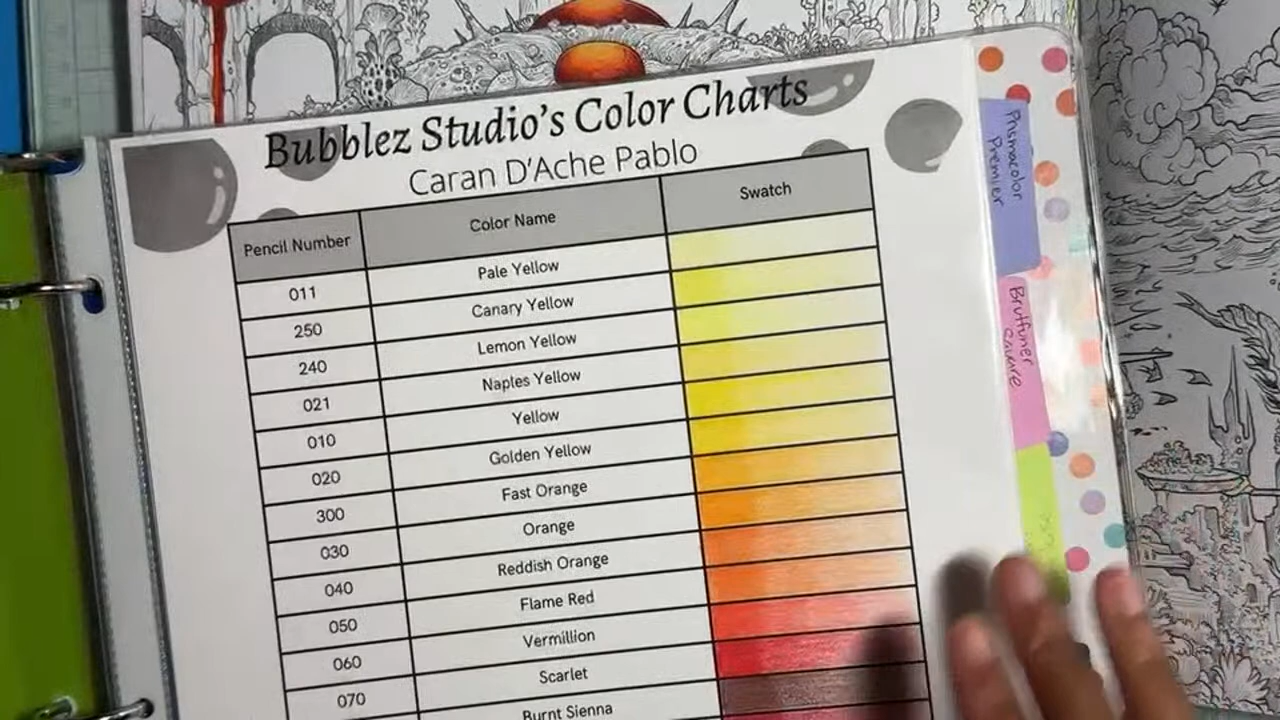 Bubblez Studio's Color Charts
Caran D'Ache Pablo
Pencil Number Color Name Swatch
011 Pale Yellow
250 Canary Yellow
240 Lemon Yellow
021 Naples Yellow
010 Yellow
020 Golden Yellow
300 Fast Orange
030 Orange
040 Reddish Orange
050 Flame Red
060 Vermillion
070 Scarlet
Burnt Sienna
Prismacolor
Premier
Brutfuner
Square